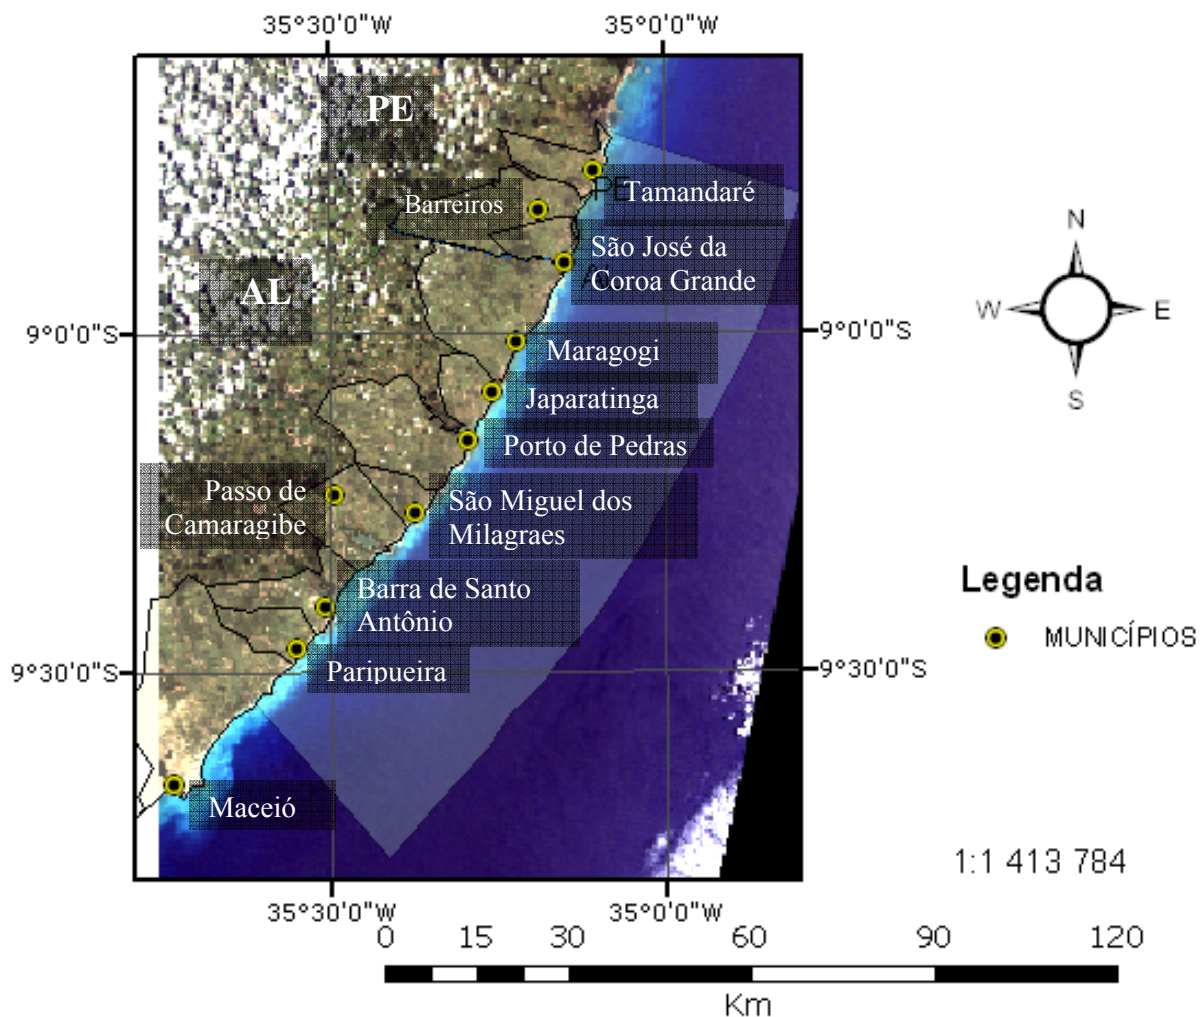 35°30'0"W
35°0'0"W
PE
Tamandaré
PE
Barreiros
São José da
Coroa Grande
AL
N
W
E
S
9°0'0"S
9°0'0"S
Maragogi
Japaratinga
Porto de Pedras
Passo de
Camaragibe
São Miguel dos
Milagraes
Legenda
MUNICÍPIOS
Barra de Santo
Antônio
Paripueira
9°30'0"S
9°30'0"S
Maceió
1:1 413 784
35°30'0"W
35°0'0"W
0 15 30 60 90 120
Km